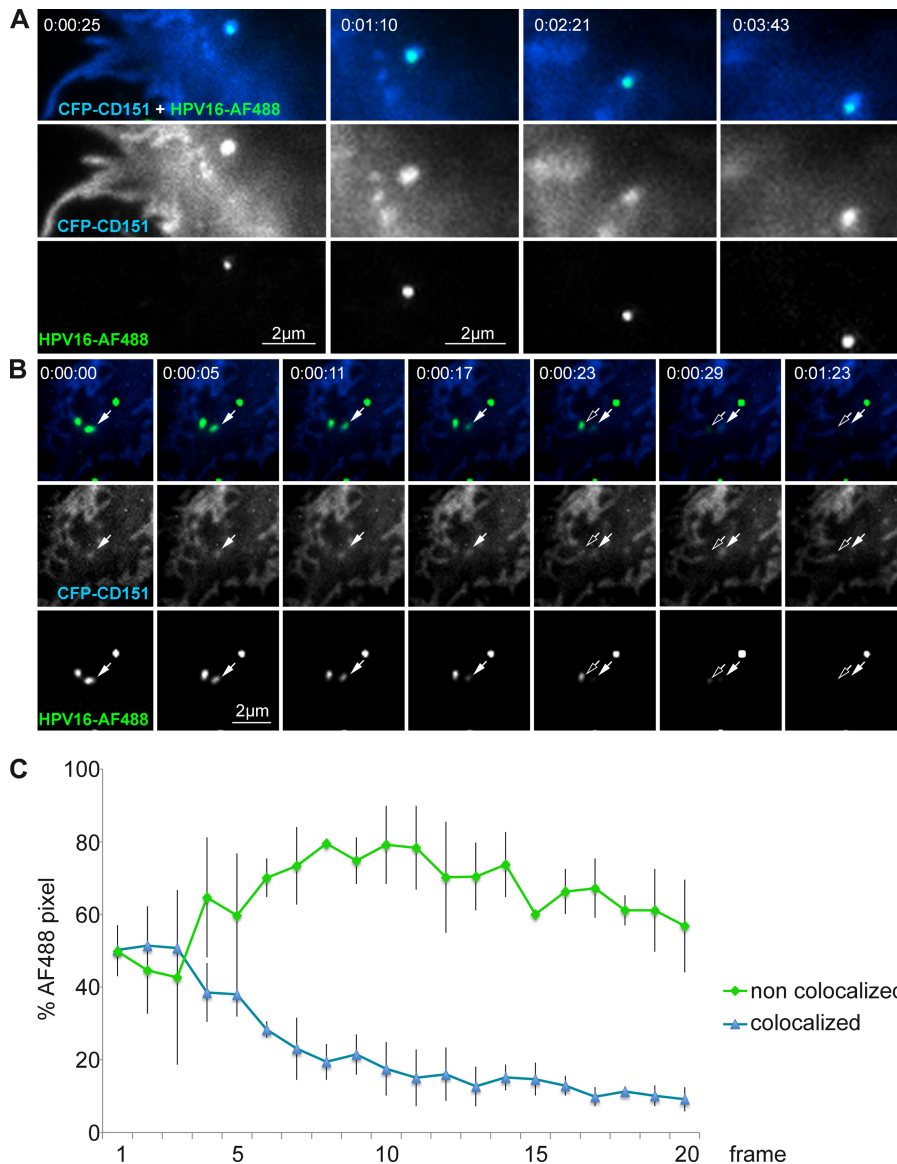 A
0:00:25 0:01:10 0:02:21 0:03:43
CFP-CD151 + HPV16-AF488
CFP-CD151
HPV16-AF488 2µm 2µm
B
0:00:00 0:00:05 0:00:11 0:00:17 0:00:23 0:00:29 0:01:23
CFP-CD151
HPV16-AF488 2µm
C
100
80
60
40
20
0
% AF488 pixel
non colocalized
colocalized
1 5 10 15 20 frame